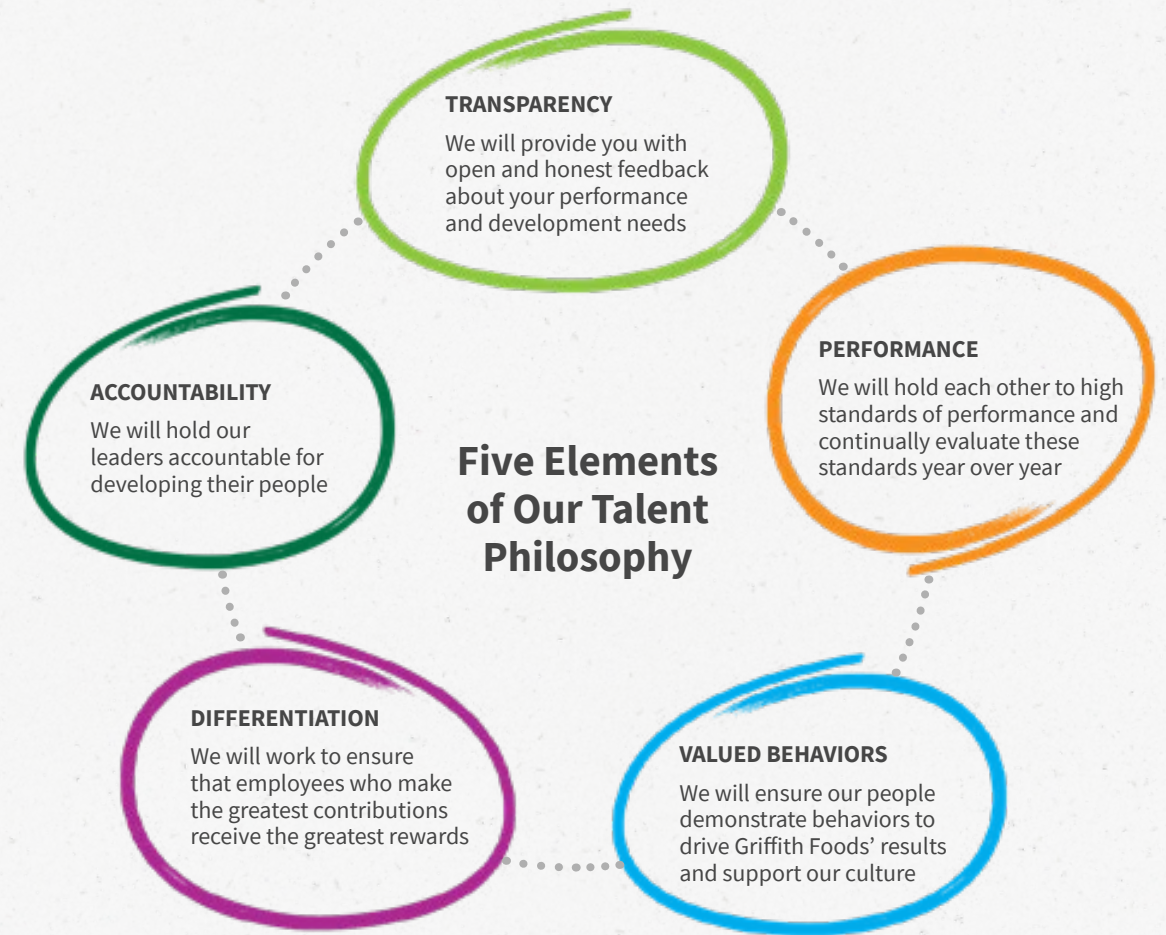 TRANSPARENCY
We will provide you with
open and honest feedback
about your performance
and development needs
PERFORMANCE
We will hold each other to high
standards of performance and
continually evaluate these
standards year over year
ACCOUNTABILITY
We will hold our
leaders accountable for
developing their people
Five Elements
of Our Talent
Philosophy
DIFFERENTIATION
We will work to ensure
that employees who make
the greatest contributions
receive the greatest rewards
VALUED BEHAVIORS
We will ensure our people
demonstrate behaviors to
drive Griffith Foods’ results
and support our culture